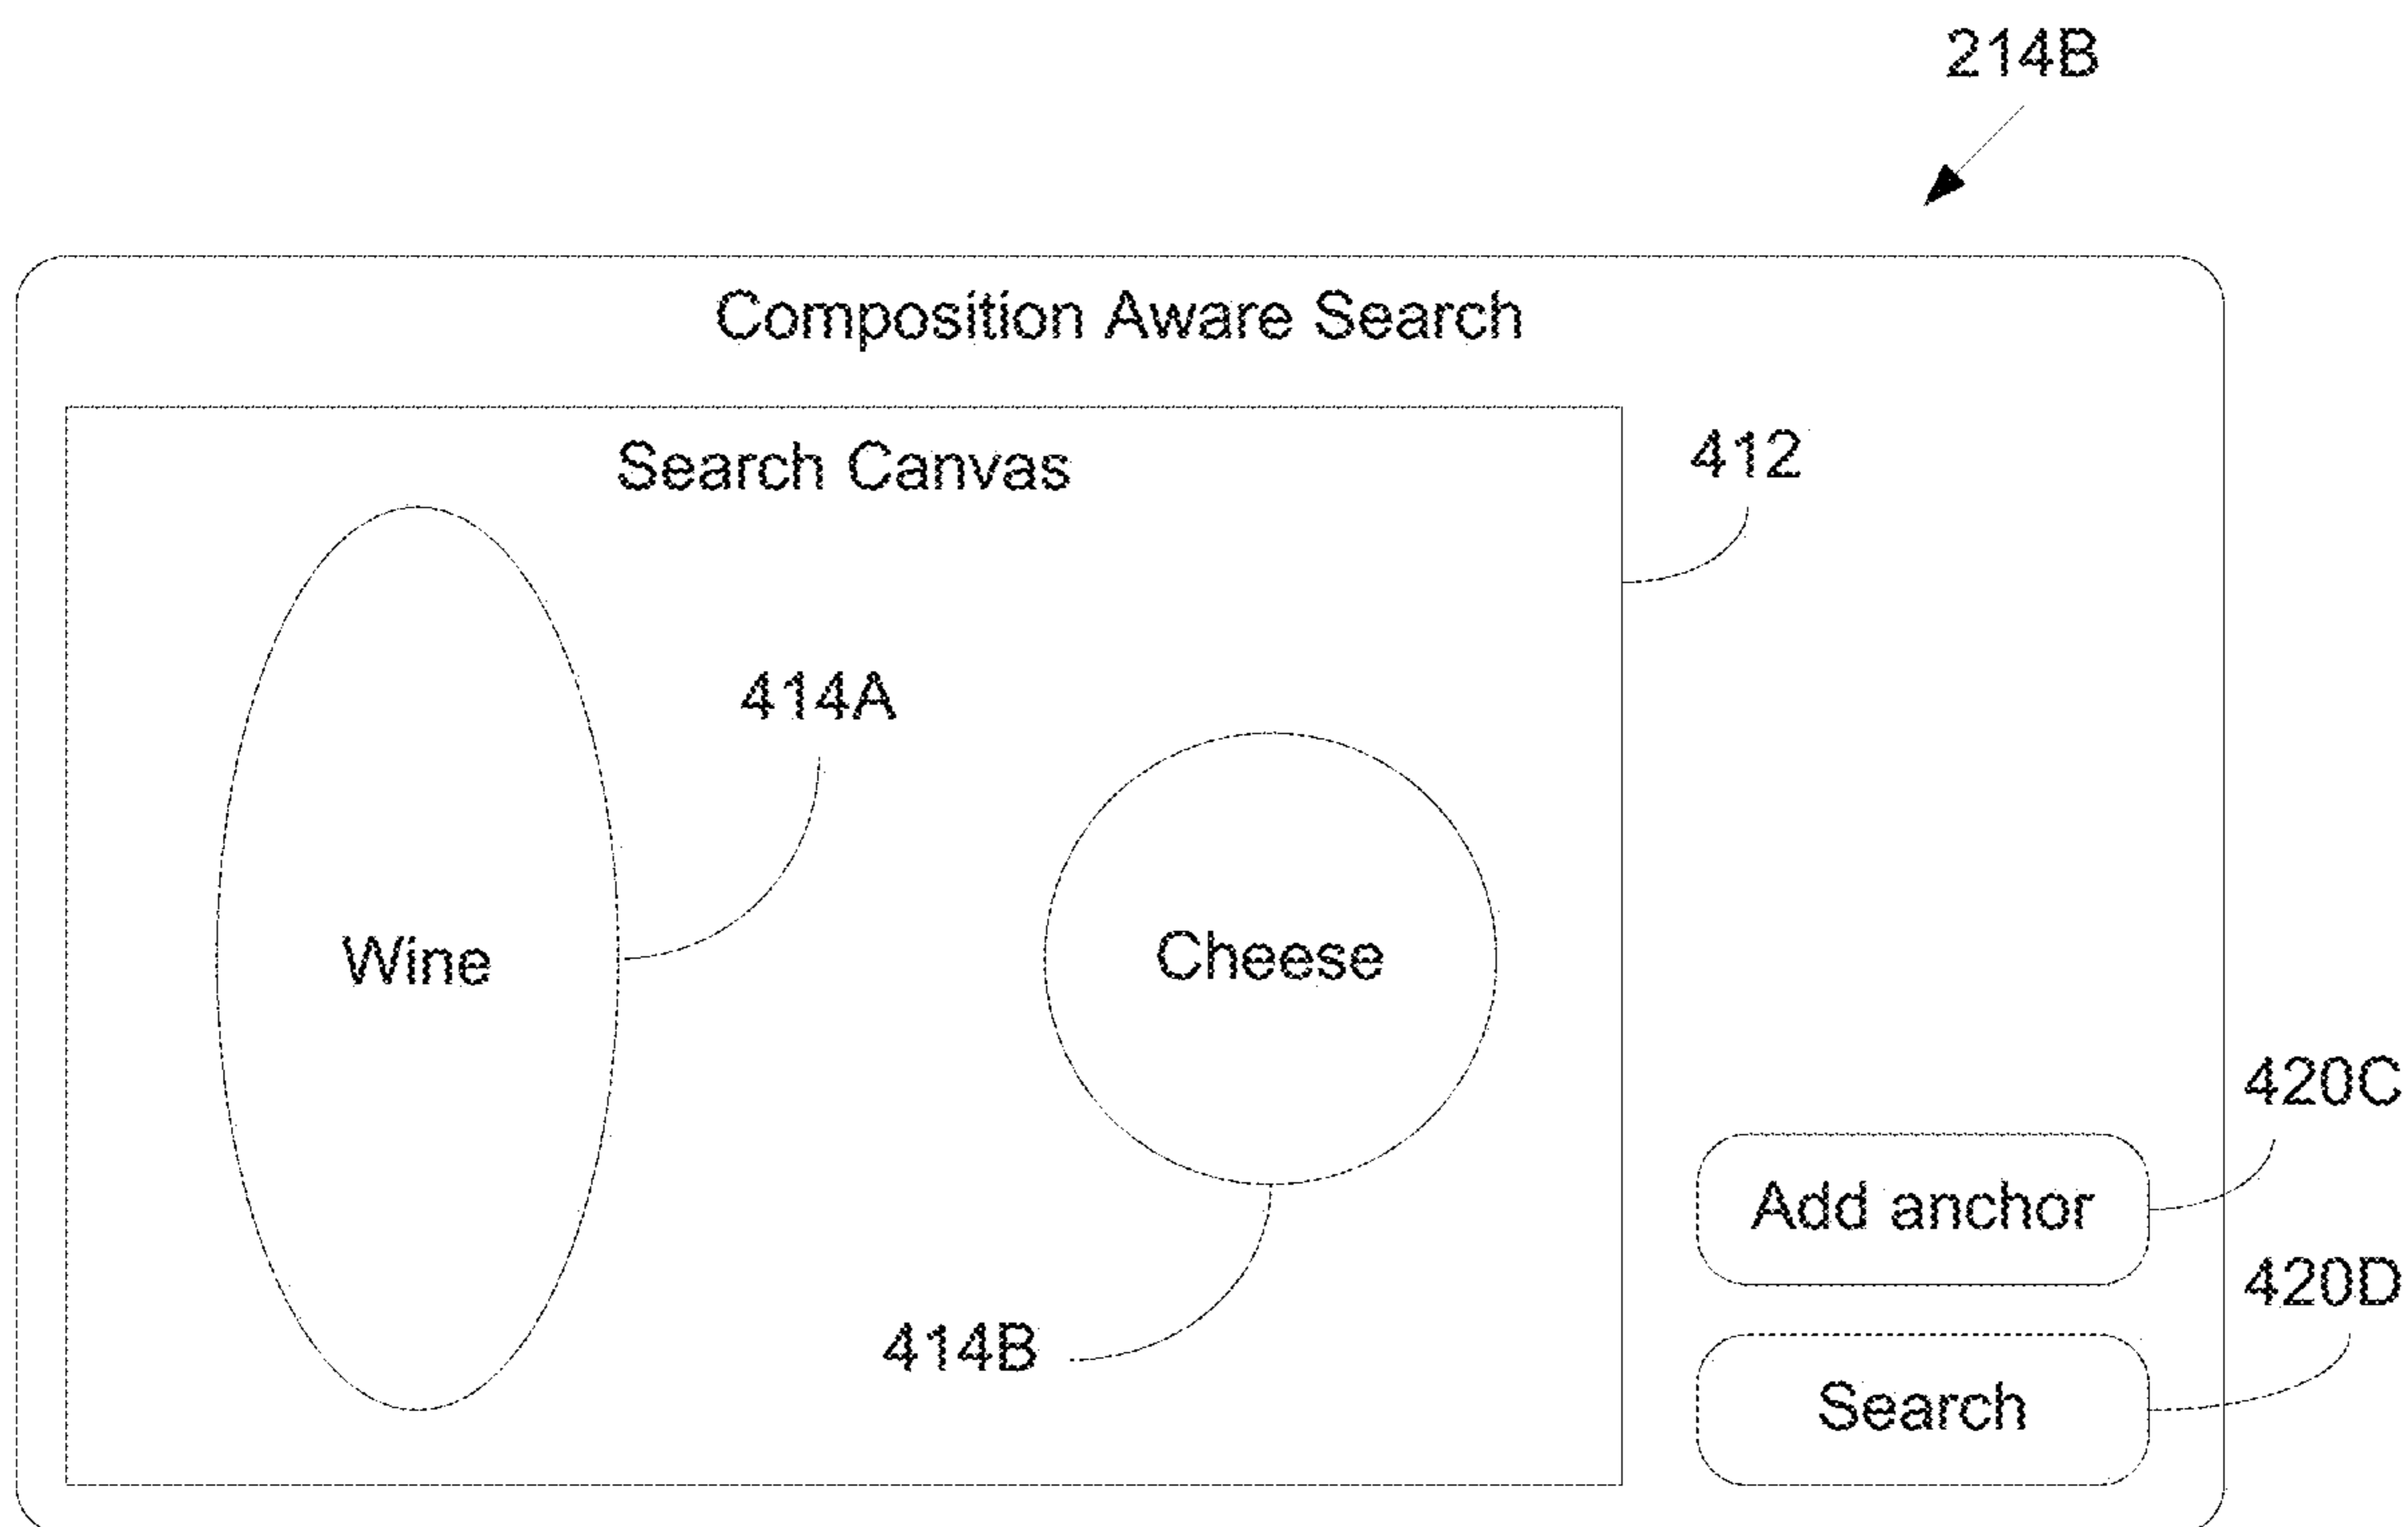 214B
Composition Aware Search
Search Canvas
412
414A
Wine
Cheese
420C
Add anchor
420D
414B
Search